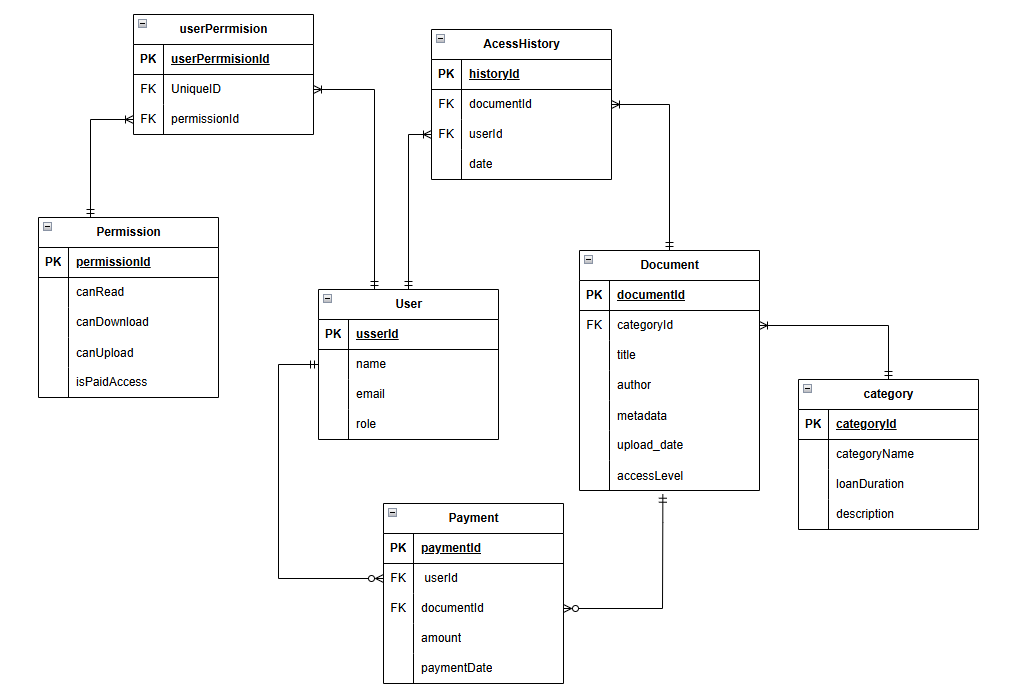 userPerrmision
PK userPerrmisionId
FK UniqueID
FK permissionId
AcessHistory
PK historyId
FK documentId
FK userId
date
Permission
PK permissionId
canRead
canDownload
canUpload
isPaidAccess
User
PK usserId
name
email
role
Document
PK documentId
FK categoryId
title
author
metadata
upload_date
accessLevel
category
PK categoryId
categoryName
loanDuration
description
Payment
PK paymentId
FK userId
FK documentId
amount
paymentDate